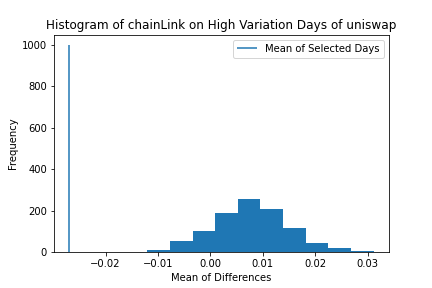 Histogram of chainLink on High Variation Days of uniswap
Mean of Selected Days
1000
800
600
400
200
0
Frequency
−0.02 −0.01 0.00 0.01 0.02 0.03
Mean of Differences